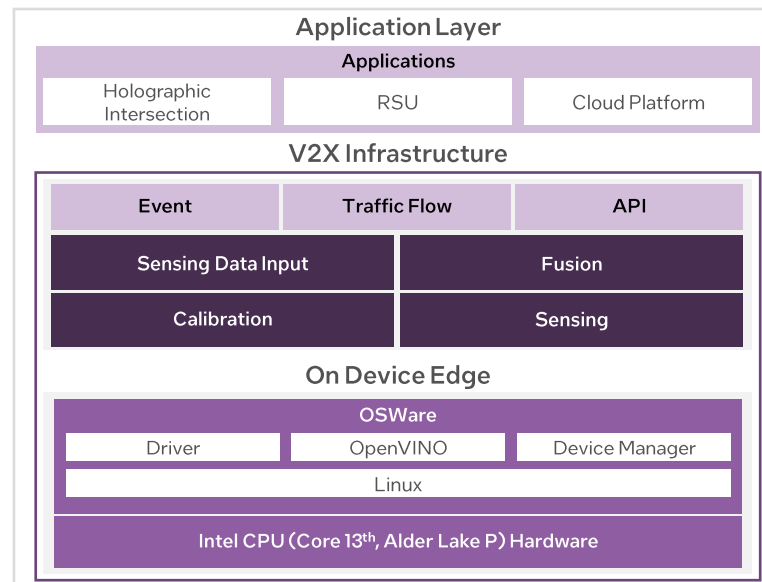 Application Layer
Applications
Holographic
Intersection
RSU
Cloud Platform
V2X Infrastructure
Event
Traffic Flow
API
Sensing Data Input
Fusion
Calibration
Sensing
On Device Edge
OSWare
Driver
OpenVINO
Device Manager
Linux
Intel CPU (Core 13th, Alder Lake P) Hardware